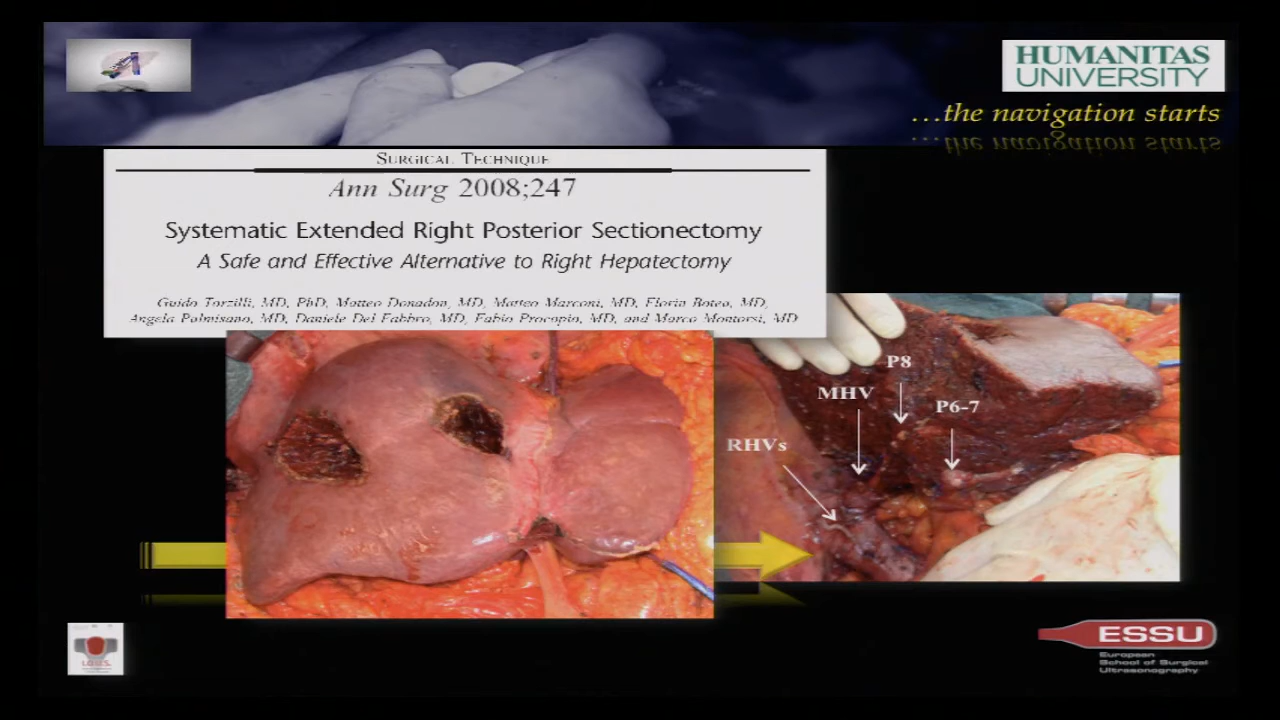 HUMANITAS
UNIVERSITY
...the navigation starts
SURGICAL TECHNIQUE
Ann Surg 2008;247
Systematic Extended Right Posterior Sectionectomy
A Safe and Effective Alternative to Right Hepatectomy
Guido Torzilli, MD, PhD, Matteo Donadon, MD, Matteo Marconi, MD, Florin Botea, MD,
Angela Palmisano, MD, Daniele Del Fabbro, MD, Fabio Procopio, MD, and Marco Montorsi, MD
P8
MHV
P6-7
RHVs
ESSU
European
School of Surgical
Ultrasonography